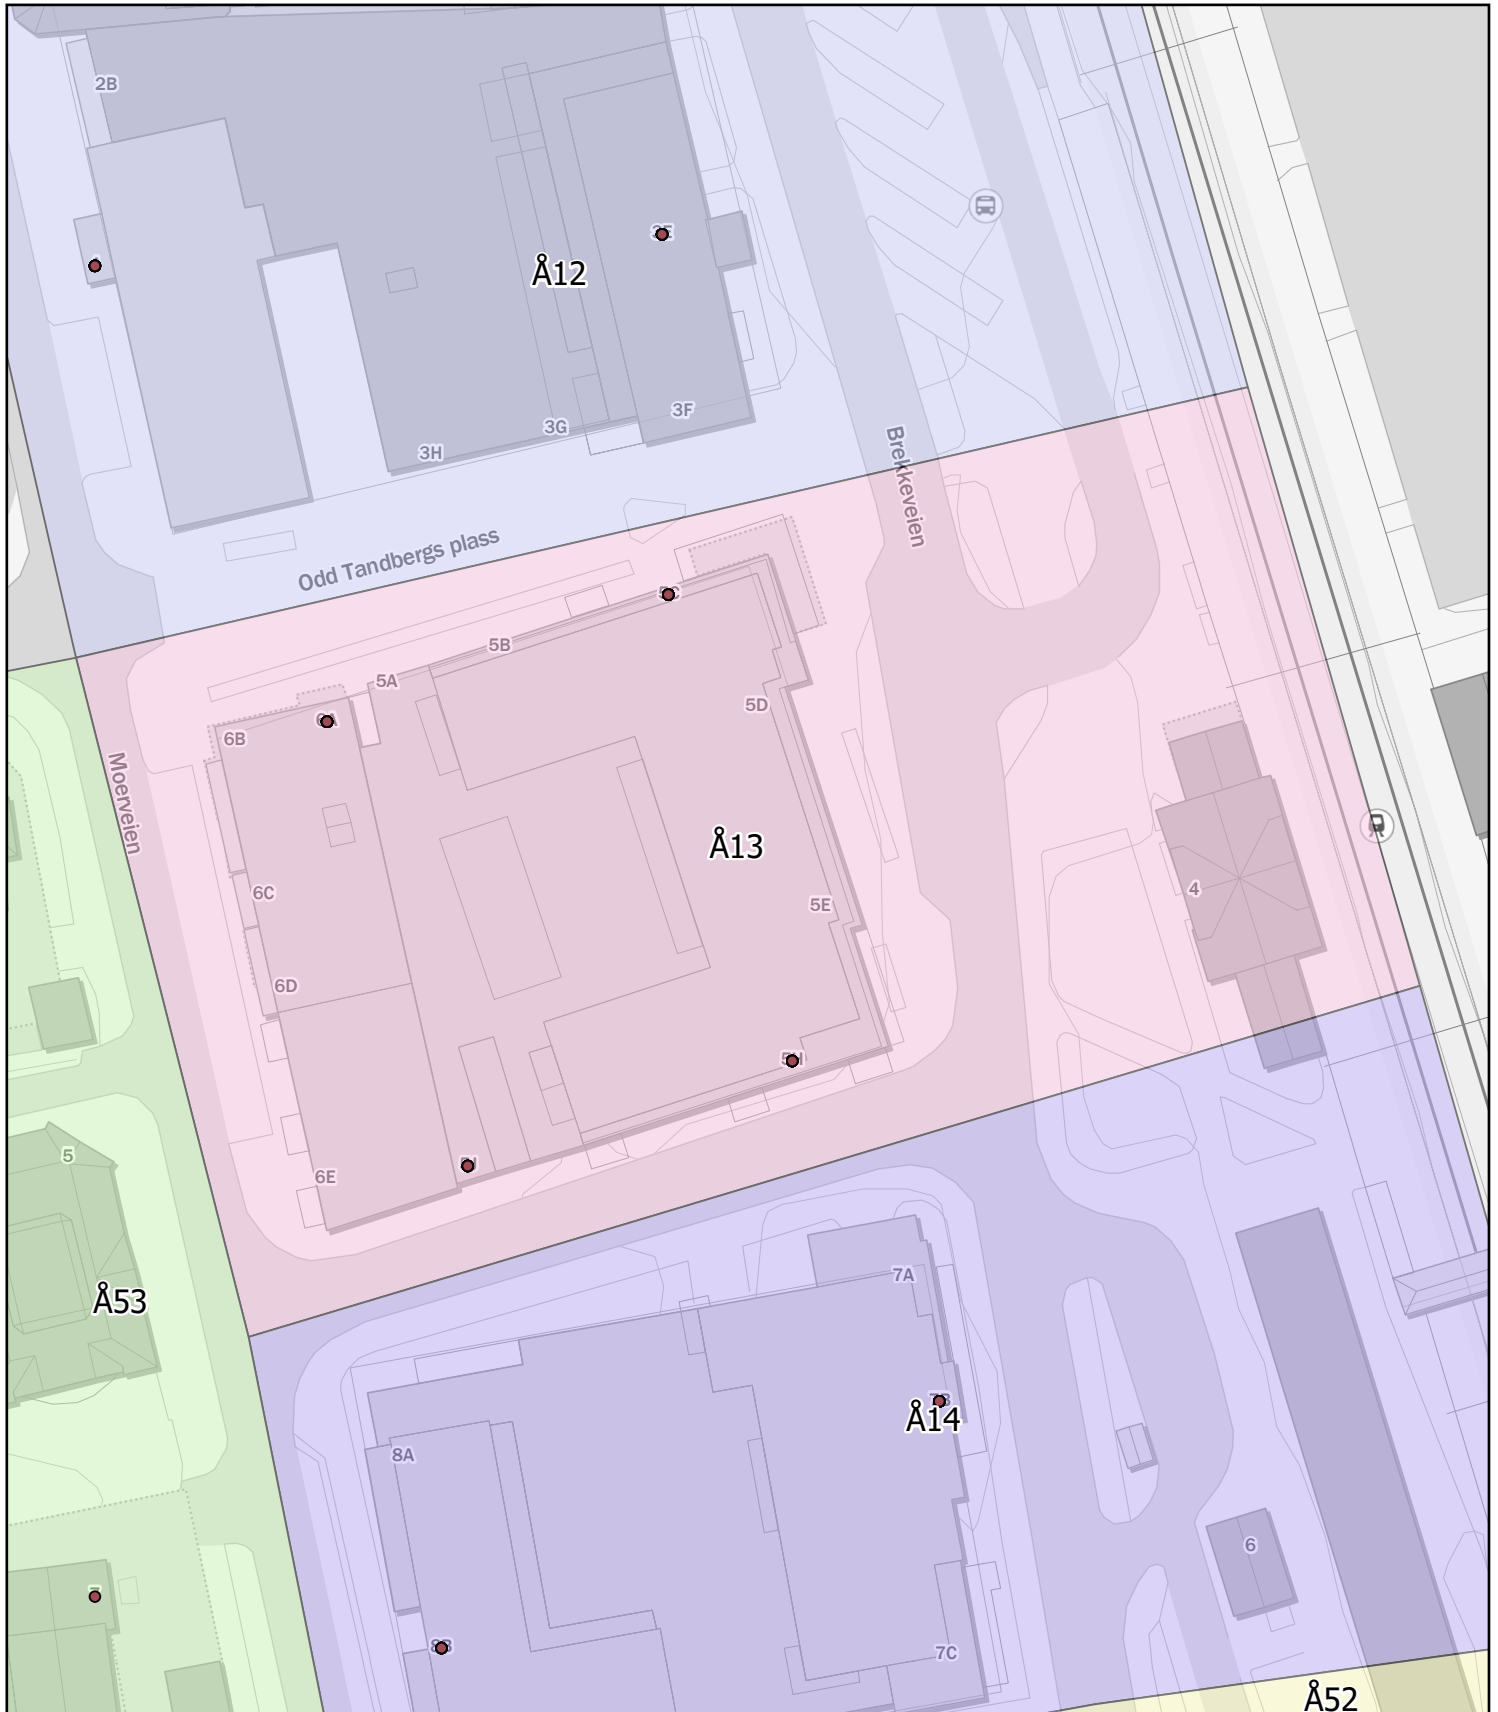 2B
Å12
3F
3G
3H
Brekkeveien
Odd Tandbergs plass
5B
5A
5D
6B
Moerveien
Å13
4
6C
5E
6D
5
6E
7A
Å53
Å14
8A
6
7C
Å52